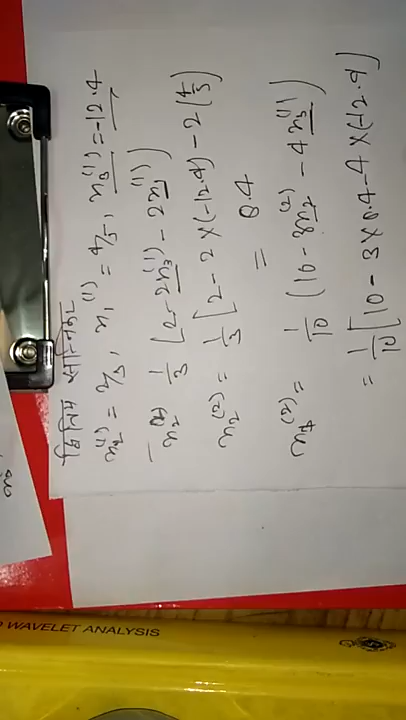 দ্বিতীয় সান্নিকট
x₂⁽¹⁾ = 2/3, x₁⁽¹⁾ = 4/5, x₃⁽¹⁾ = -12.4
x₂⁽²⁾ 1/3 [2 - 2x₃⁽¹⁾ - 2x₁⁽¹⁾)
x₂⁽²⁾ = 1/3 [2 - 2 × (-12.4) - 2 (4/5)
= 8.4
x₁⁽²⁾ = 1/10 (10 - 3x₂⁽²⁾ - 4x₃⁽¹⁾)
= 1/10 [10 - 3 × 8.4 - 4 × (-12.4)]
WAVELET ANALYSIS